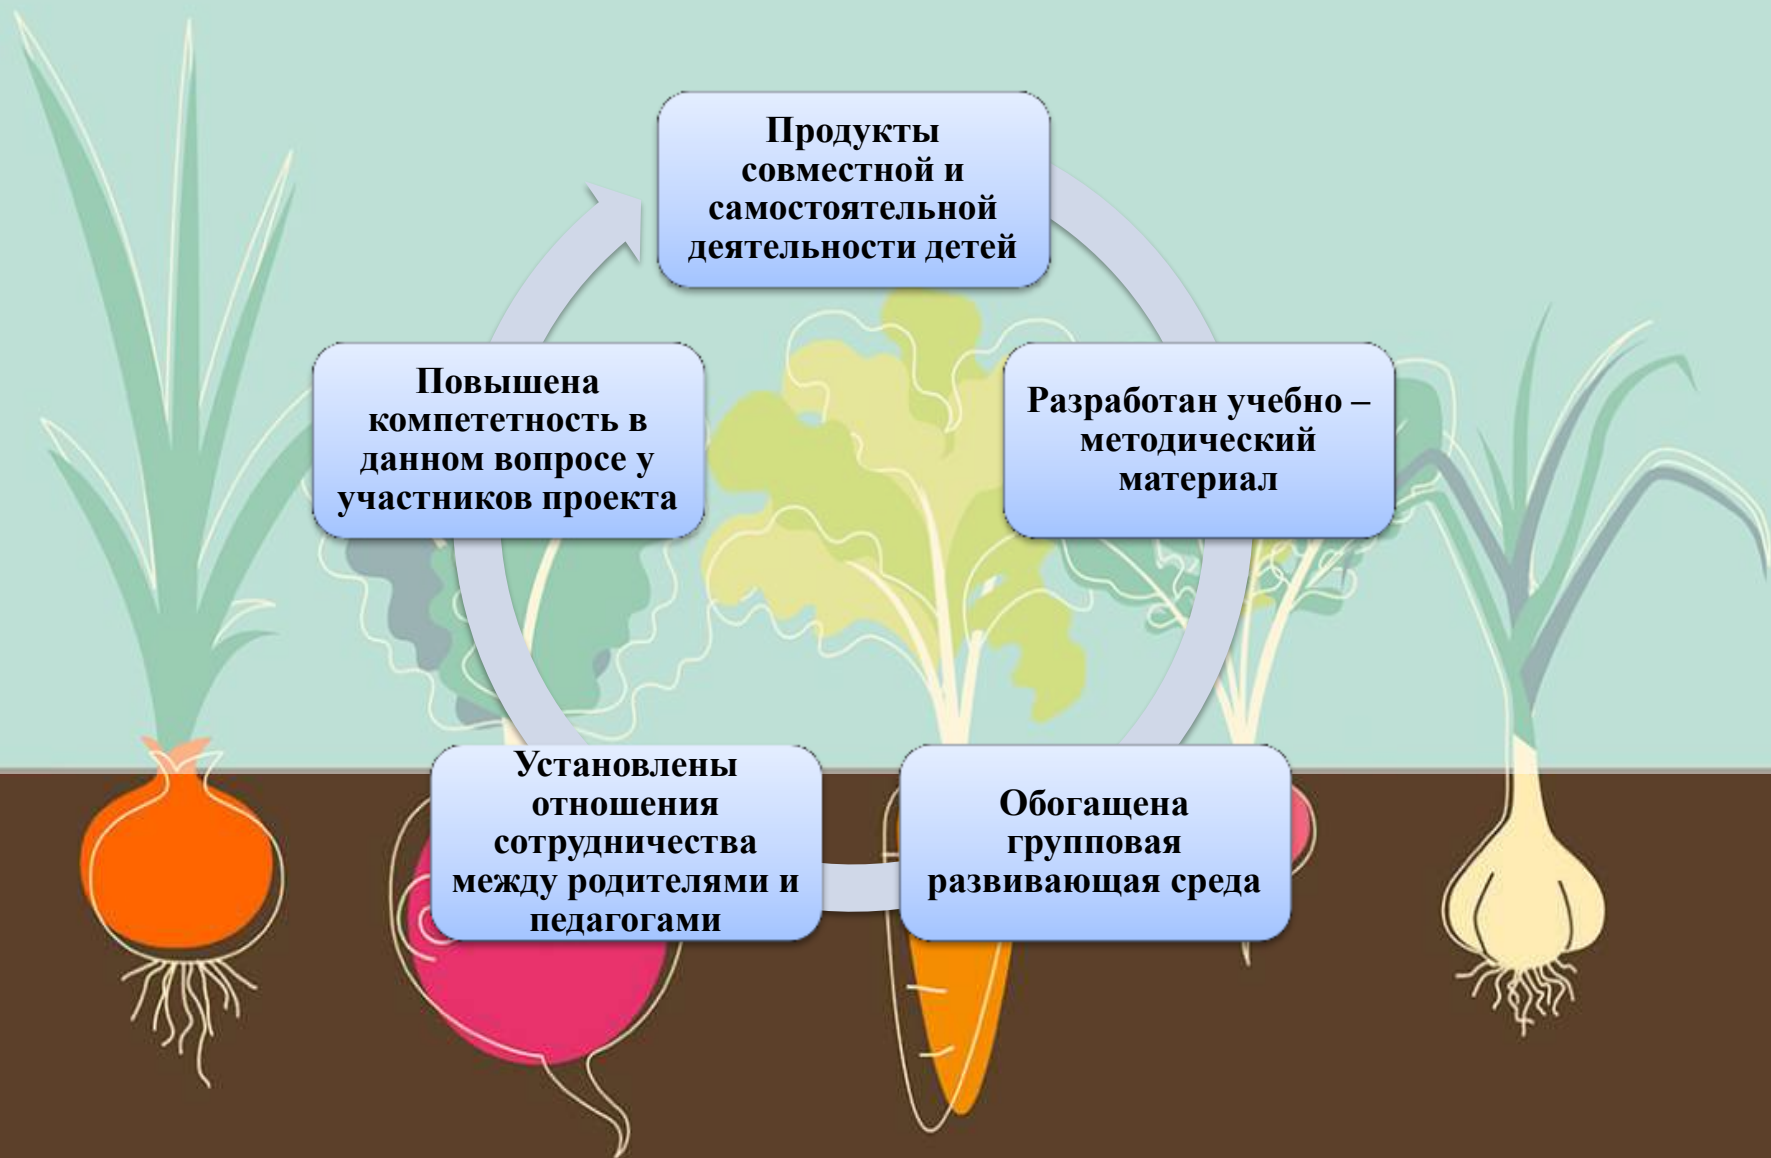 Продукты
совместной и
самостоятельной
деятельности детей
Разработан учебно –
методический
материал
Обогащена
групповая
развивающая среда
Установлены
отношения
сотрудничества
между родителями и
педагогами
Повышена
компететность в
данном вопросе у
участников проекта